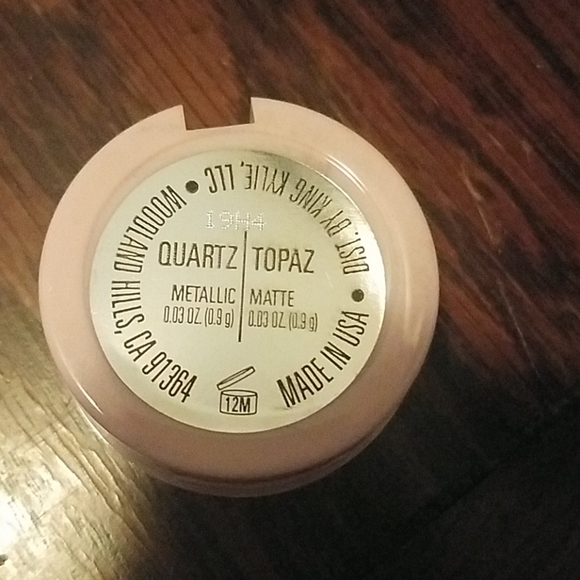 WOODLAND HILLS, CA 91364 • DIST. BY KING KYLIE, LLC • MADE IN USA
19H4
QUARTZ | TOPAZ
METALLIC | MATTE
0.03 OZ. (0.9 g) | 0.03 OZ. (0.9 g)
12M